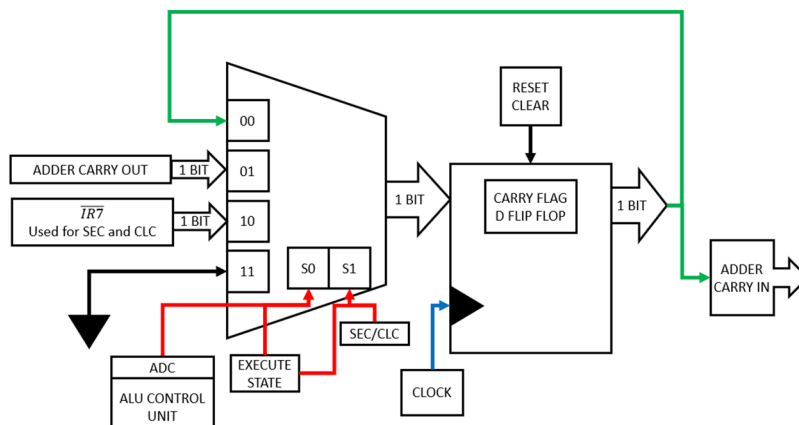 RESET
CLEAR
00
ADDER CARRY OUT
1 BIT
01
IR7
Used for SEC and CLC
1 BIT
10
11
S0
S1
1 BIT
CARRY FLAG
D FLIP FLOP
1 BIT
ADDER
CARRY IN
SEC/CLC
ADC
ALU CONTROL
UNIT
EXECUTE
STATE
CLOCK